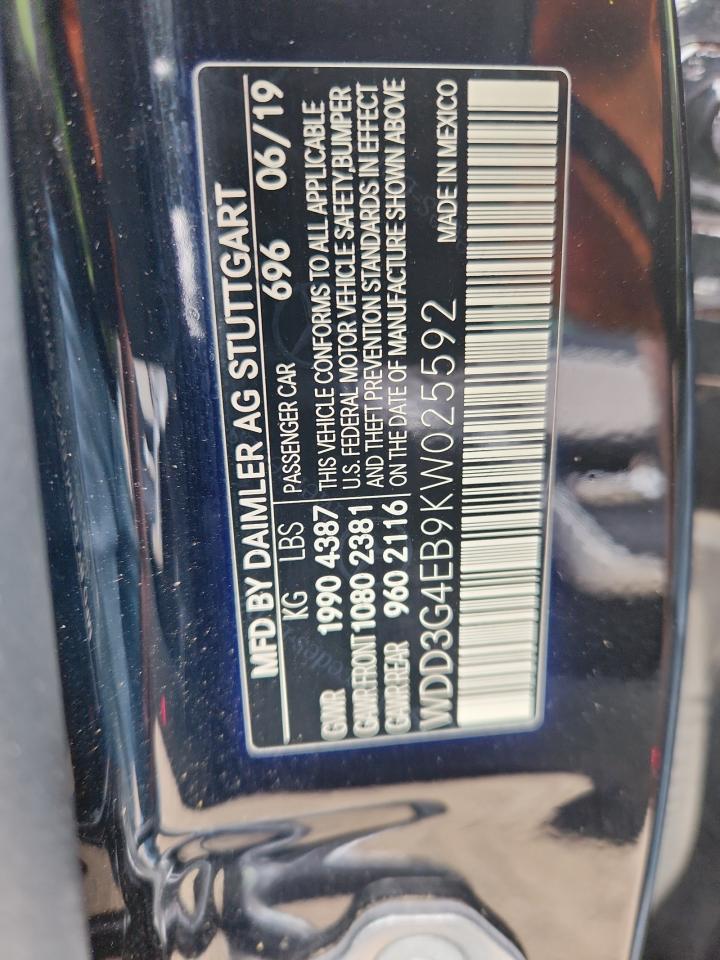 MFD BY DAIMLER AG STUTTGART
KG LBS PASSENGER CAR 696 06/19
GVWR 1990 4387 THIS VEHICLE CONFORMS TO ALL APPLICABLE
GAWR FRONT 1080 2381 U.S. FEDERAL MOTOR VEHICLE SAFETY, BUMPER
GAWR REAR 960 2116 AND THEFT PREVENTION STANDARDS IN EFFECT
ON THE DATE OF MANUFACTURE SHOWN ABOVE
WDD3G4EB9KW025592 MADE IN MEXICO